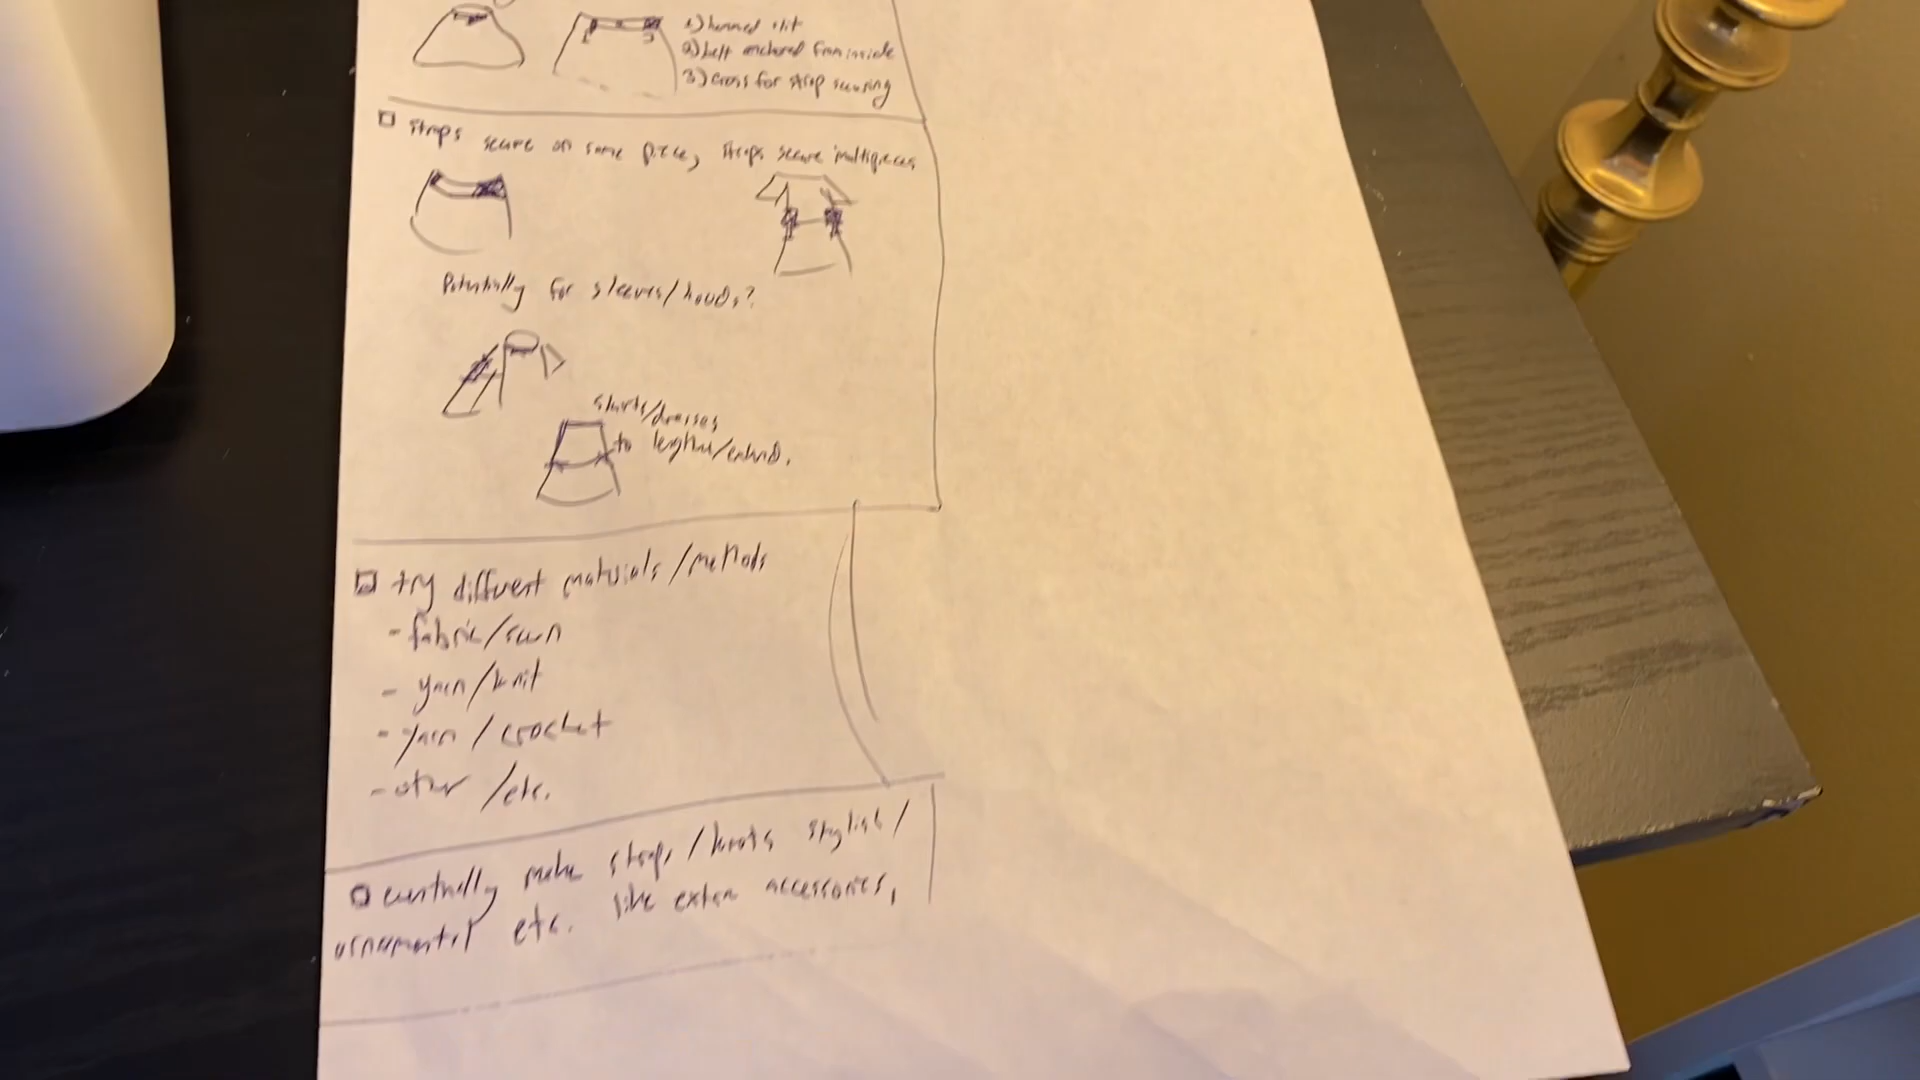 1) hemmed slit
2) belt anchored from inside
3) cross for strap securing
straps secure on same piece, straps secure multipieces
Potentially for sleeves/hoods?
skirts/dresses
to lengthen/extend.
try different materials/methods
- fabric/sewn
- yarn/knit
- yarn/crochet
- other/etc.
eventually make straps/knots stylish/
ornamental etc. like extra accessories,